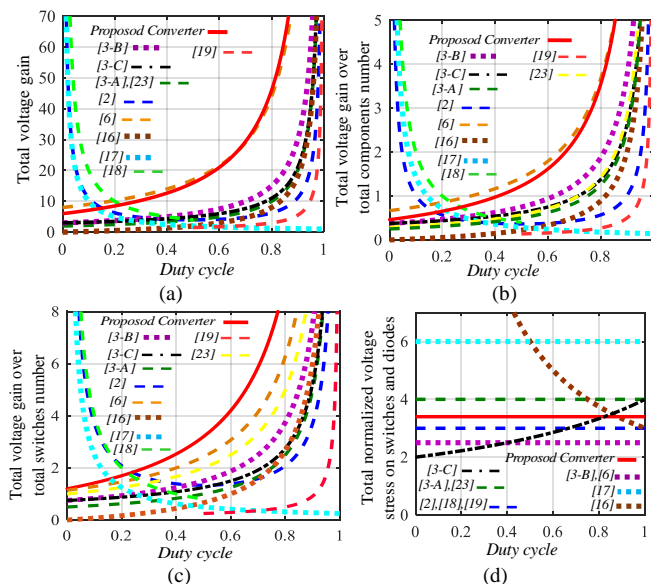 70
60
50
40
30
20
10
0
Total voltage gain
Proposod Converter
[3-B]
[3-C]
[3-A],[23]
[2]
[6]
[16]
[17]
[18]
[19]
0 0.2 0.4 0.6 0.8 1
Duty cycle
(a)
5
4
3
2
1
0
Total voltage gain over
total components number
Proposod Converter
[3-B]
[3-C]
[3-A]
[2]
[6]
[16]
[17]
[18]
[19]
[23]
0 0.2 0.4 0.6 0.8
Duty cycle
(b)
8
6
4
2
0
Total voltage gain over
total switches number
Proposod Converter
[3-B]
[3-C]
[3-A]
[2]
[6]
[16]
[17]
[18]
[19]
[23]
0 0.2 0.4 0.6 0.8 1
Duty cycle
(c)
8
6
4
2
0
Total normalized voltage
stress on switches and diodes
[3-C]
[3-A],[23]
[2],[18],[19]
Proposod Converter
[3-B],[6]
[17]
[16]
0 0.2 0.4 0.6 0.8 1
Duty cycle
(d)